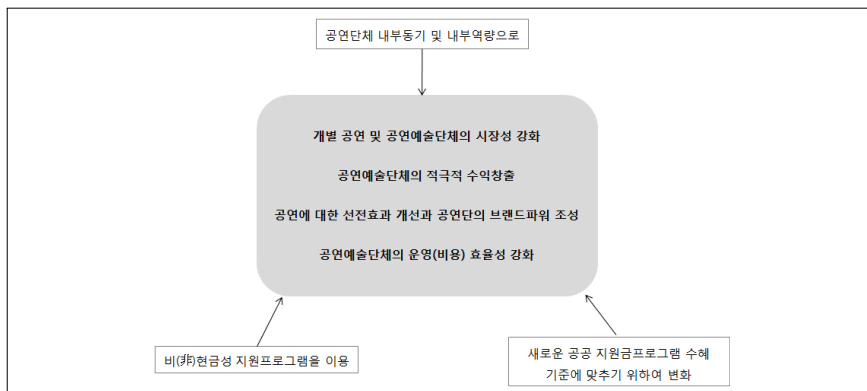 공연단체 내부동기 및 내부역량으로
개별 공연 및 공연예술단체의 시장성 강화
공연예술단체의 적극적 수익창출
공연에 대한 선전효과 개선과 공연단의 브랜드파워 조성
공연예술단체의 운영(비용) 효율성 강화
비(非)현금성 지원프로그램을 이용
새로운 공공 지원금프로그램 수혜
기준에 맞추기 위하여 변화